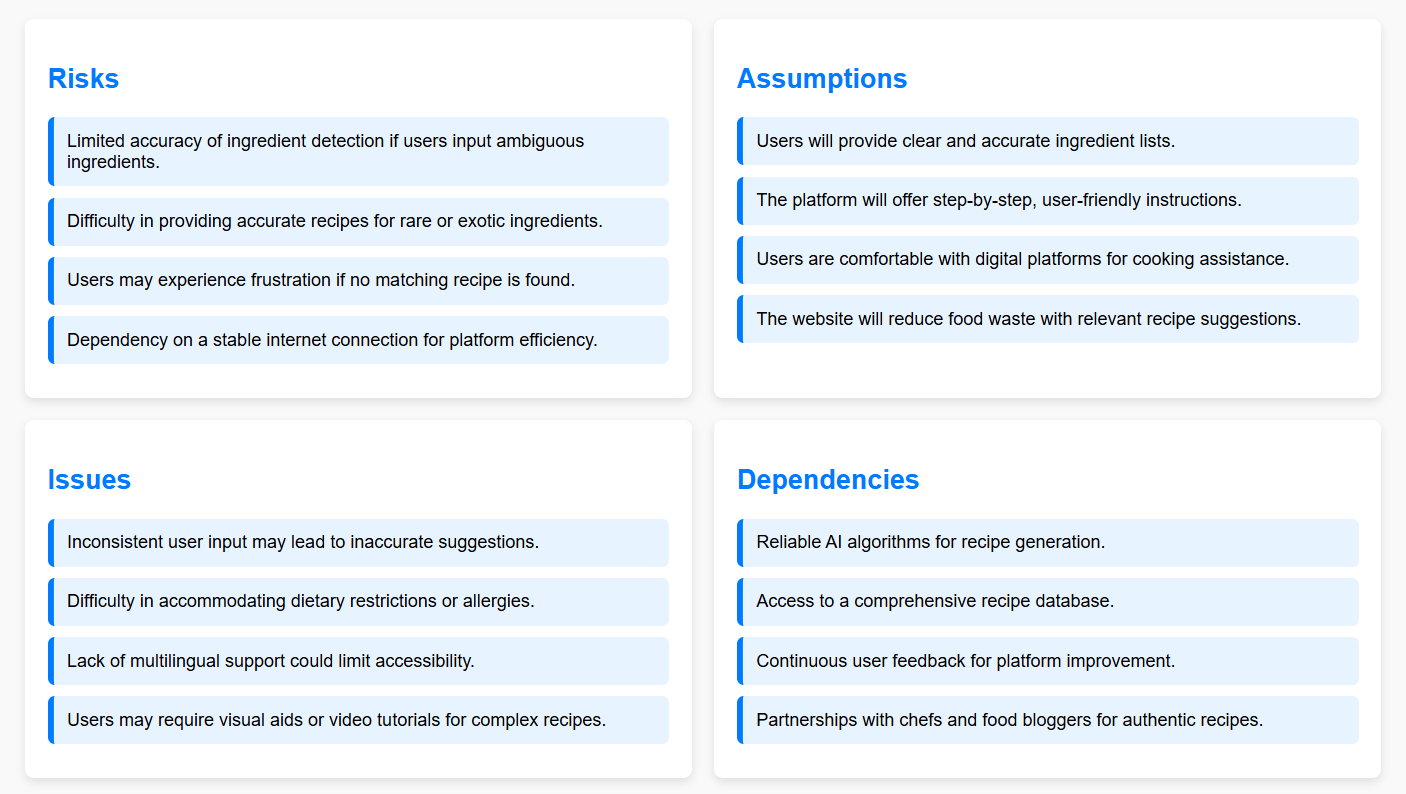 Risks
Limited accuracy of ingredient detection if users input ambiguous
ingredients.
Difficulty in providing accurate recipes for rare or exotic ingredients.
Users may experience frustration if no matching recipe is found.
Dependency on a stable internet connection for platform efficiency.
Assumptions
Users will provide clear and accurate ingredient lists.
The platform will offer step-by-step, user-friendly instructions.
Users are comfortable with digital platforms for cooking assistance.
The website will reduce food waste with relevant recipe suggestions.
Issues
Inconsistent user input may lead to inaccurate suggestions.
Difficulty in accommodating dietary restrictions or allergies.
Lack of multilingual support could limit accessibility.
Users may require visual aids or video tutorials for complex recipes.
Dependencies
Reliable AI algorithms for recipe generation.
Access to a comprehensive recipe database.
Continuous user feedback for platform improvement.
Partnerships with chefs and food bloggers for authentic recipes.